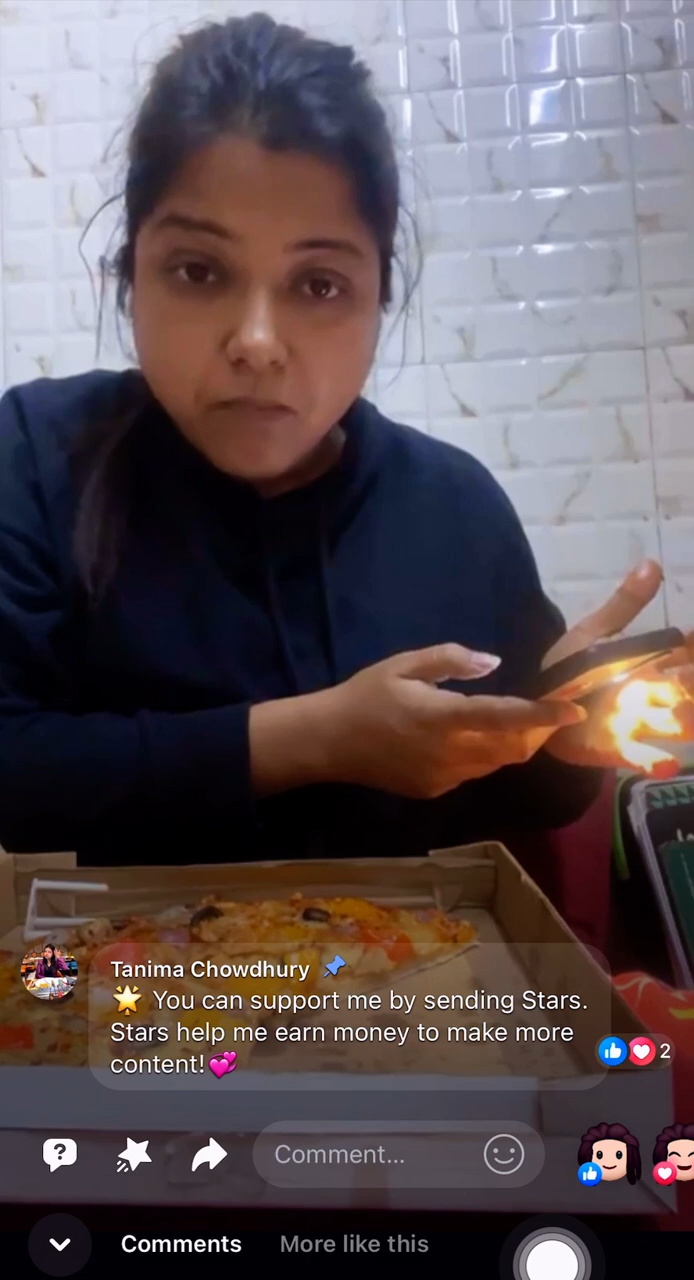 Tanima Chowdhury 📌
🌟 You can support me by sending Stars.
Stars help me earn money to make more
content!💞
2
Comment...
Comments More like this